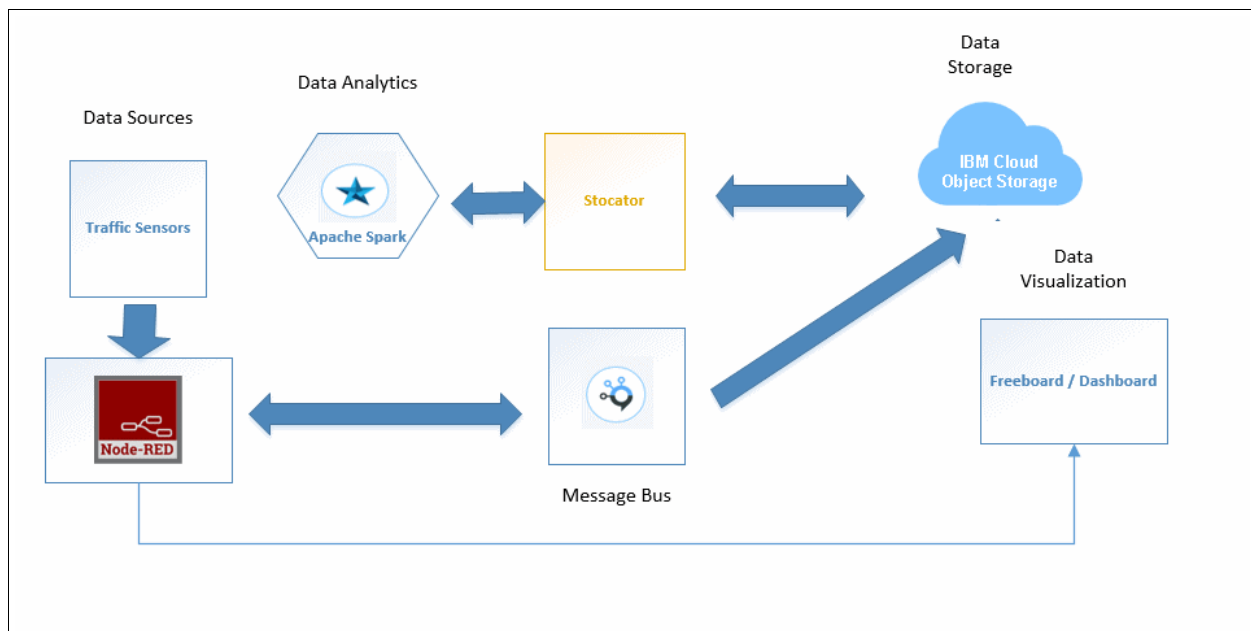 Data
Storage
Data Analytics
Data Sources
IBM Cloud
Object Storage
Stocator
Traffic Sensors
Apache Spark
Data
Visualization
Freeboard / Dashboard
Node-RED
Message Bus